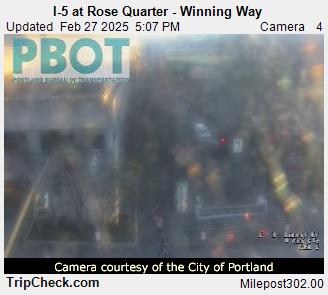 I-5 at Rose Quarter - Winning Way
Updated Feb 27 2025 5:07 PM Camera 4
PBOT
PORTLAND BUREAU OF TRANSPORTATION
Camera courtesy of the City of Portland
TripCheck.com Milepost302.00